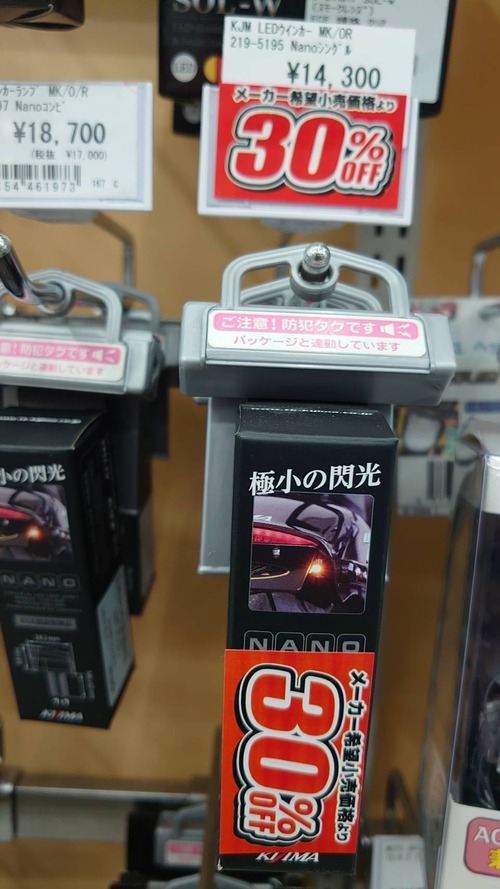 SOL-W
KJM LEDウインカー MK/OR
219-5195 Nanoシングル
¥14,300
メーカー希望小売価格より
30%OFF
カーランプ MK/O/R
97 Nanoコンビ
¥18,700
(税抜 ¥17,000)
54 461973
ご注意!防犯タグです
パッケージと連動しています
意!防犯タグです
ージと連動しています
極小の閃光
NANO
メーカー希望小売価格より
30%OFF
KIJIMA
小の閃光
NANO
KIJIMA